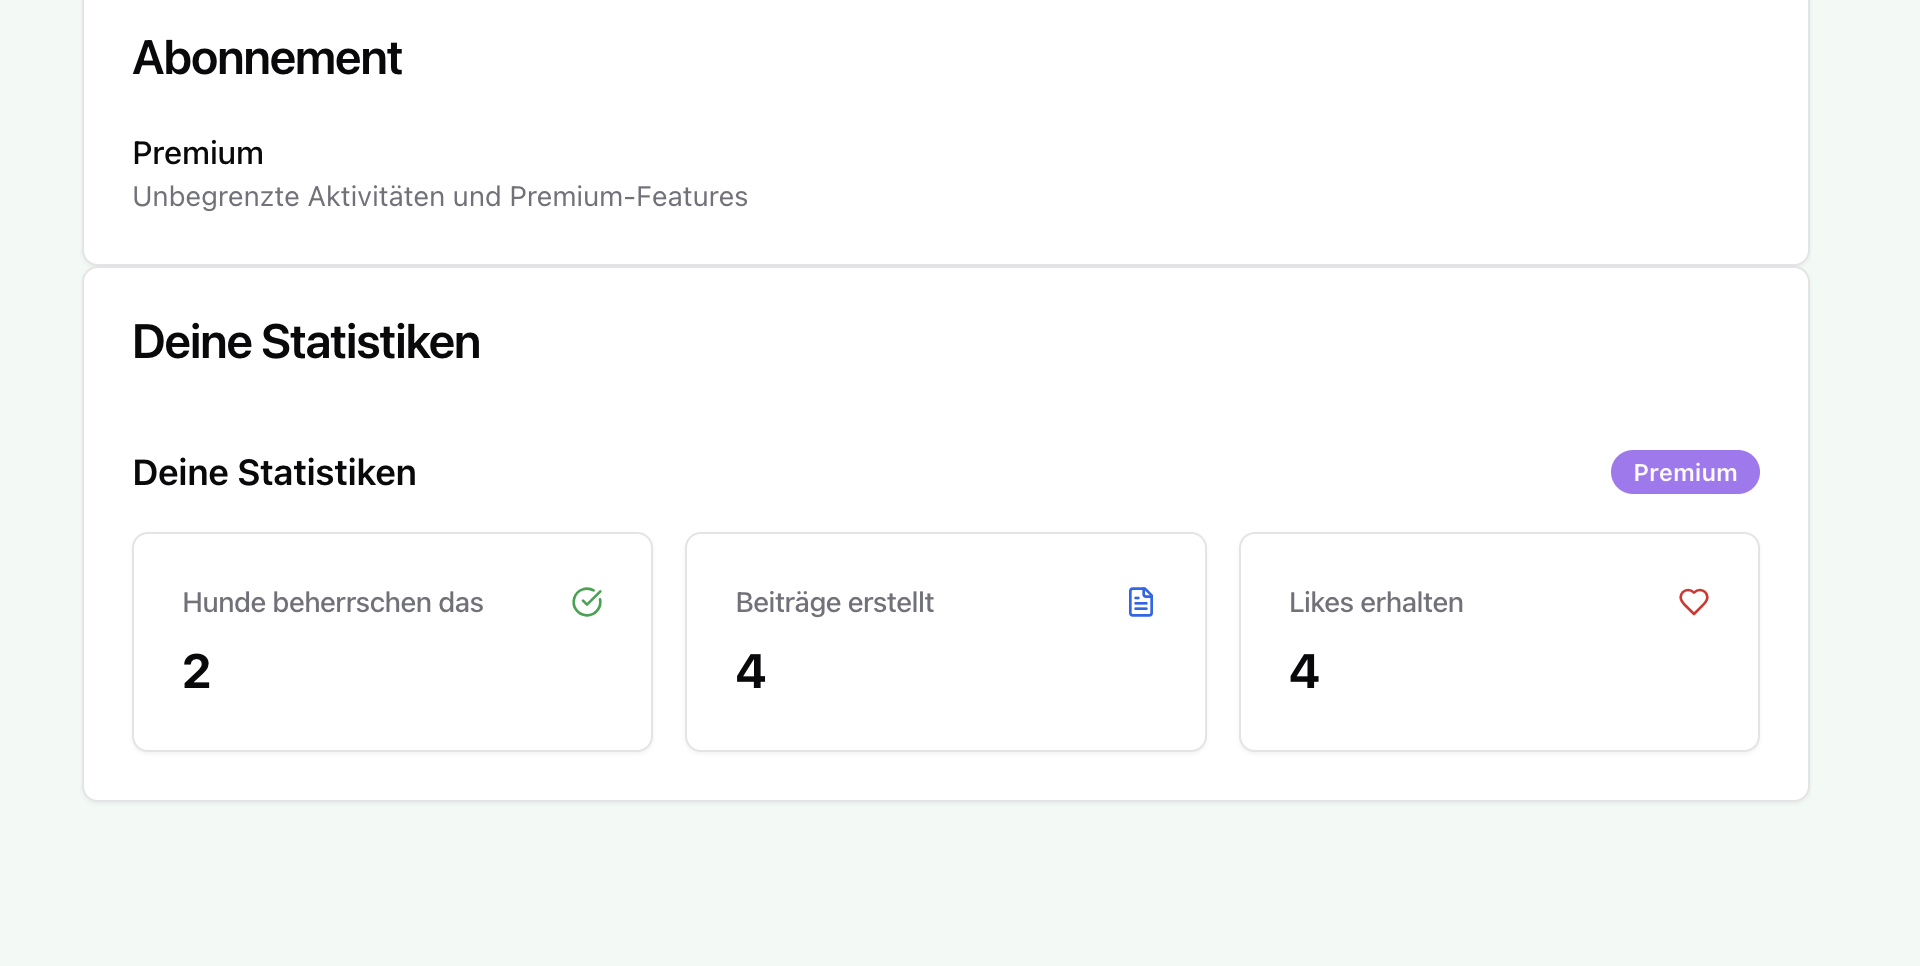 Abonnement
Premium
Unbegrenzte Aktivitäten und Premium-Features
Deine Statistiken
Deine Statistiken
Premium
Hunde beherrschen das
2
Beiträge erstellt
4
Likes erhalten
4